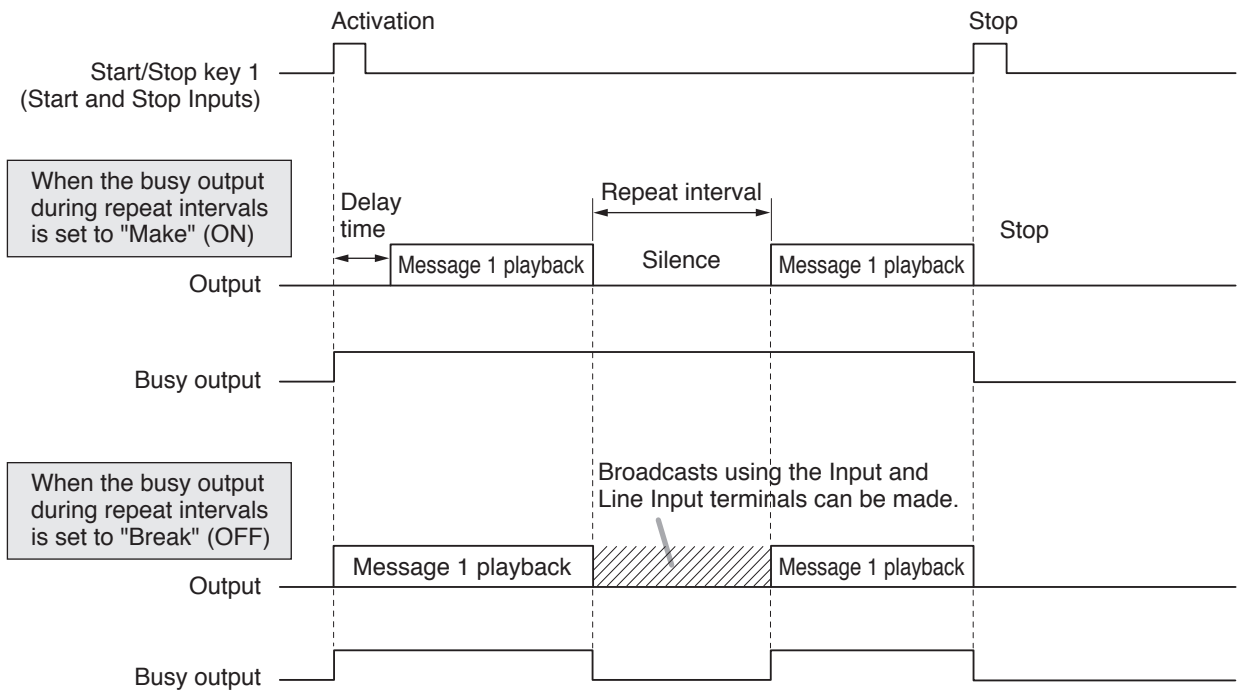 Activation
Stop
Start/Stop key 1
(Start and Stop Inputs)
When the busy output
during repeat intervals
is set to "Make" (ON)
Delay
time
Repeat interval
Stop
Message 1 playback
Silence
Message 1 playback
Output
Busy output
When the busy output
during repeat intervals
is set to "Break" (OFF)
Broadcasts using the Input and
Line Input terminals can be made.
Message 1 playback
Message 1 playback
Output
Busy output